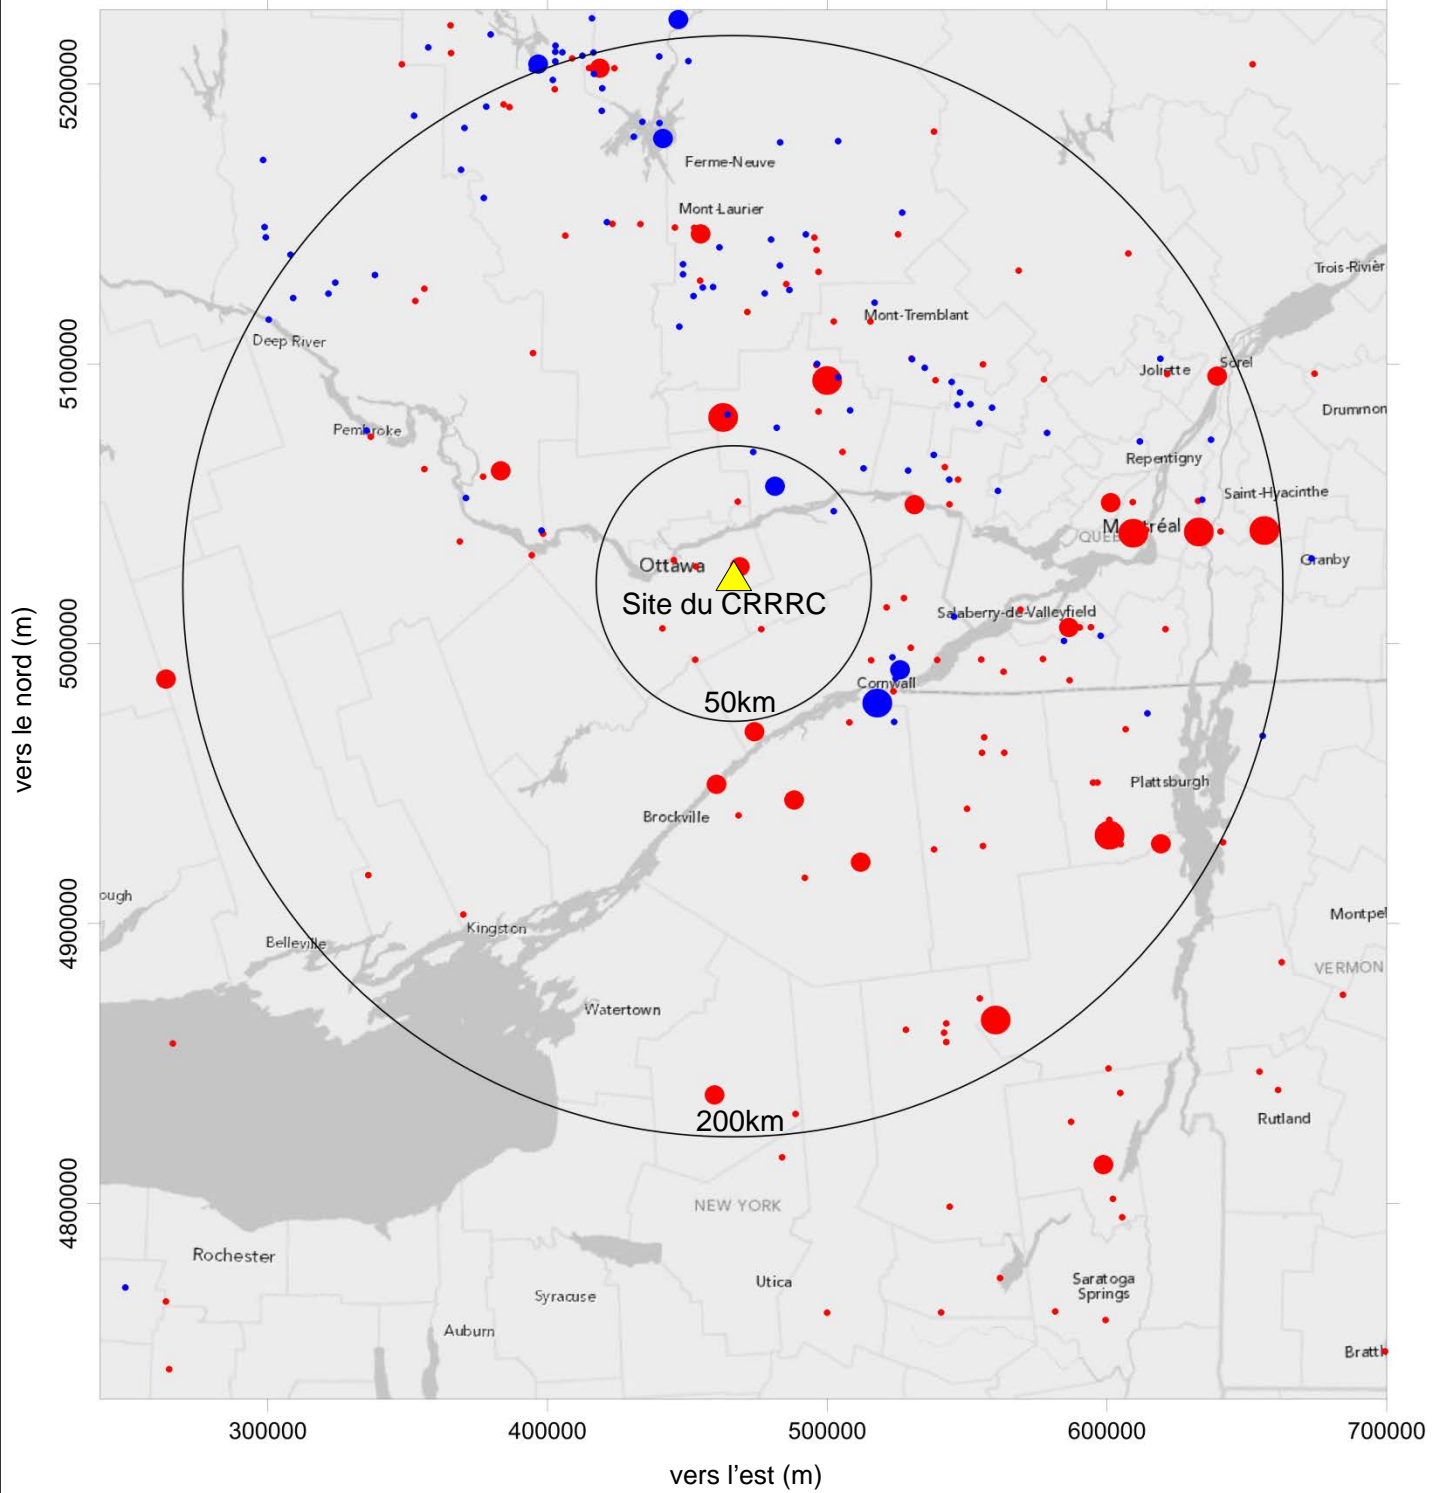 5200000
Ferme-Neuve
Mont-Laurier
Trois-Rivièr
Mont-Tremblant
5100000
Deep River
Sorel
Joliette
Drummon
Pembroke
Repentigny
Saint-Hyacinthe
Montréal
QUÉBEC
Granby
Ottawa
Site du CRRRC
Salaberry-de-Valleyfield
5000000
Cornwall
50km
vers le nord (m)
Plattsburgh
Brockville
ough
4900000
Kingston
Montpel
Belleville
VERMON
Watertown
Rutland
200km
4800000
NEW YORK
Rochester
Utica
Saratoga
Springs
Syracuse
Auburn
Brattl
300000
400000
500000
600000
700000
vers l'est (m)